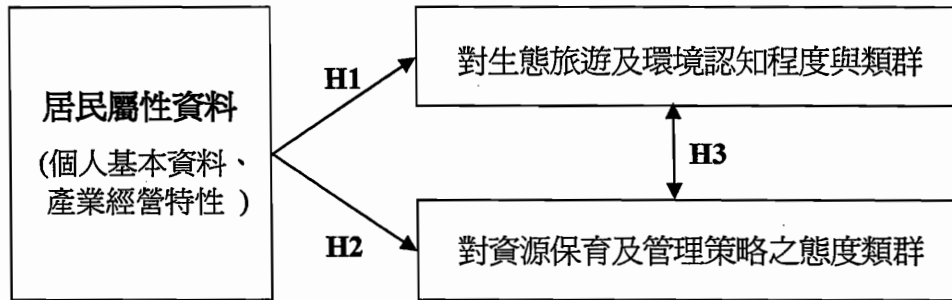 居民屬性資料
(個人基本資料、
產業經營特性 )
H1
H2
對生態旅遊及環境認知程度與類群
H3
對資源保育及管理策略之態度類群